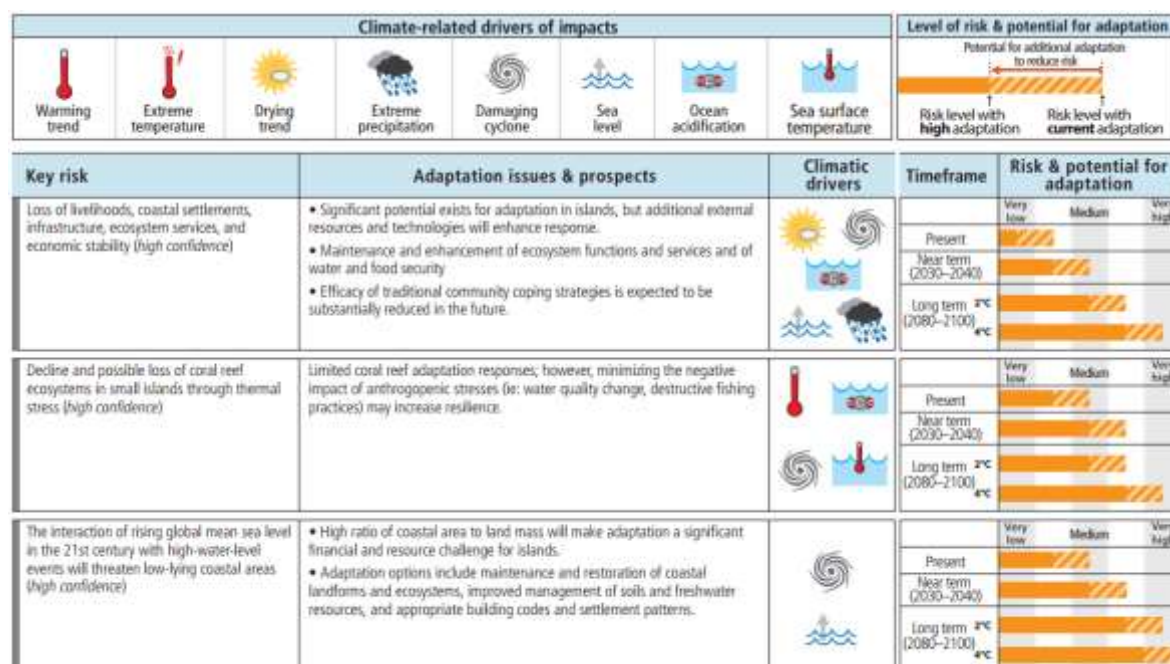 Climate-related drivers of impacts
Level of risk & potential for adaptation
Potential for additional adaptation
to reduce risk
Warming
trend
Extreme
temperature
Drying
trend
Extreme
precipitation
Damaging
cyclone
Sea
level
Ocean
acidification
Sea surface
temperature
Risk level with
high adaptation
Risk level with
current adaptation
Key risk
Adaptation issues & prospects
Climatic
drivers
Timeframe
Risk & potential for
adaptation
Loss of livelihoods, coastal settlements,
infrastructure, ecosystem services, and
economic stability (high confidence)
• Significant potential exists for adaptation in islands, but additional external
resources and technologies will enhance response.
• Maintenance and enhancement of ecosystem functions and services and of
water and food security
• Efficacy of traditional community coping strategies is expected to be
substantially reduced in the future.
Very
low
Medium
Very
high
Present
Near term
(2030–2040)
Long term 2°C
(2080–2100)
4°C
Decline and possible loss of coral reef
ecosystems in small islands through thermal
stress (high confidence)
Limited coral reef adaptation responses; however, minimizing the negative
impact of anthropogenic stresses (ie: water quality change, destructive fishing
practices) may increase resilience.
Very
low
Medium
Very
high
Present
Near term
(2030–2040)
Long term 2°C
(2080–2100)
4°C
The interaction of rising global mean sea level
in the 21st century with high-water-level
events will threaten low-lying coastal areas
(high confidence)
• High ratio of coastal area to land mass will make adaptation a significant
financial and resource challenge for islands.
• Adaptation options include maintenance and restoration of coastal
landforms and ecosystems, improved management of soils and freshwater
resources, and appropriate building codes and settlement patterns.
Very
low
Medium
Very
high
Present
Near term
(2030–2040)
Long term 2°C
(2080–2100)
4°C